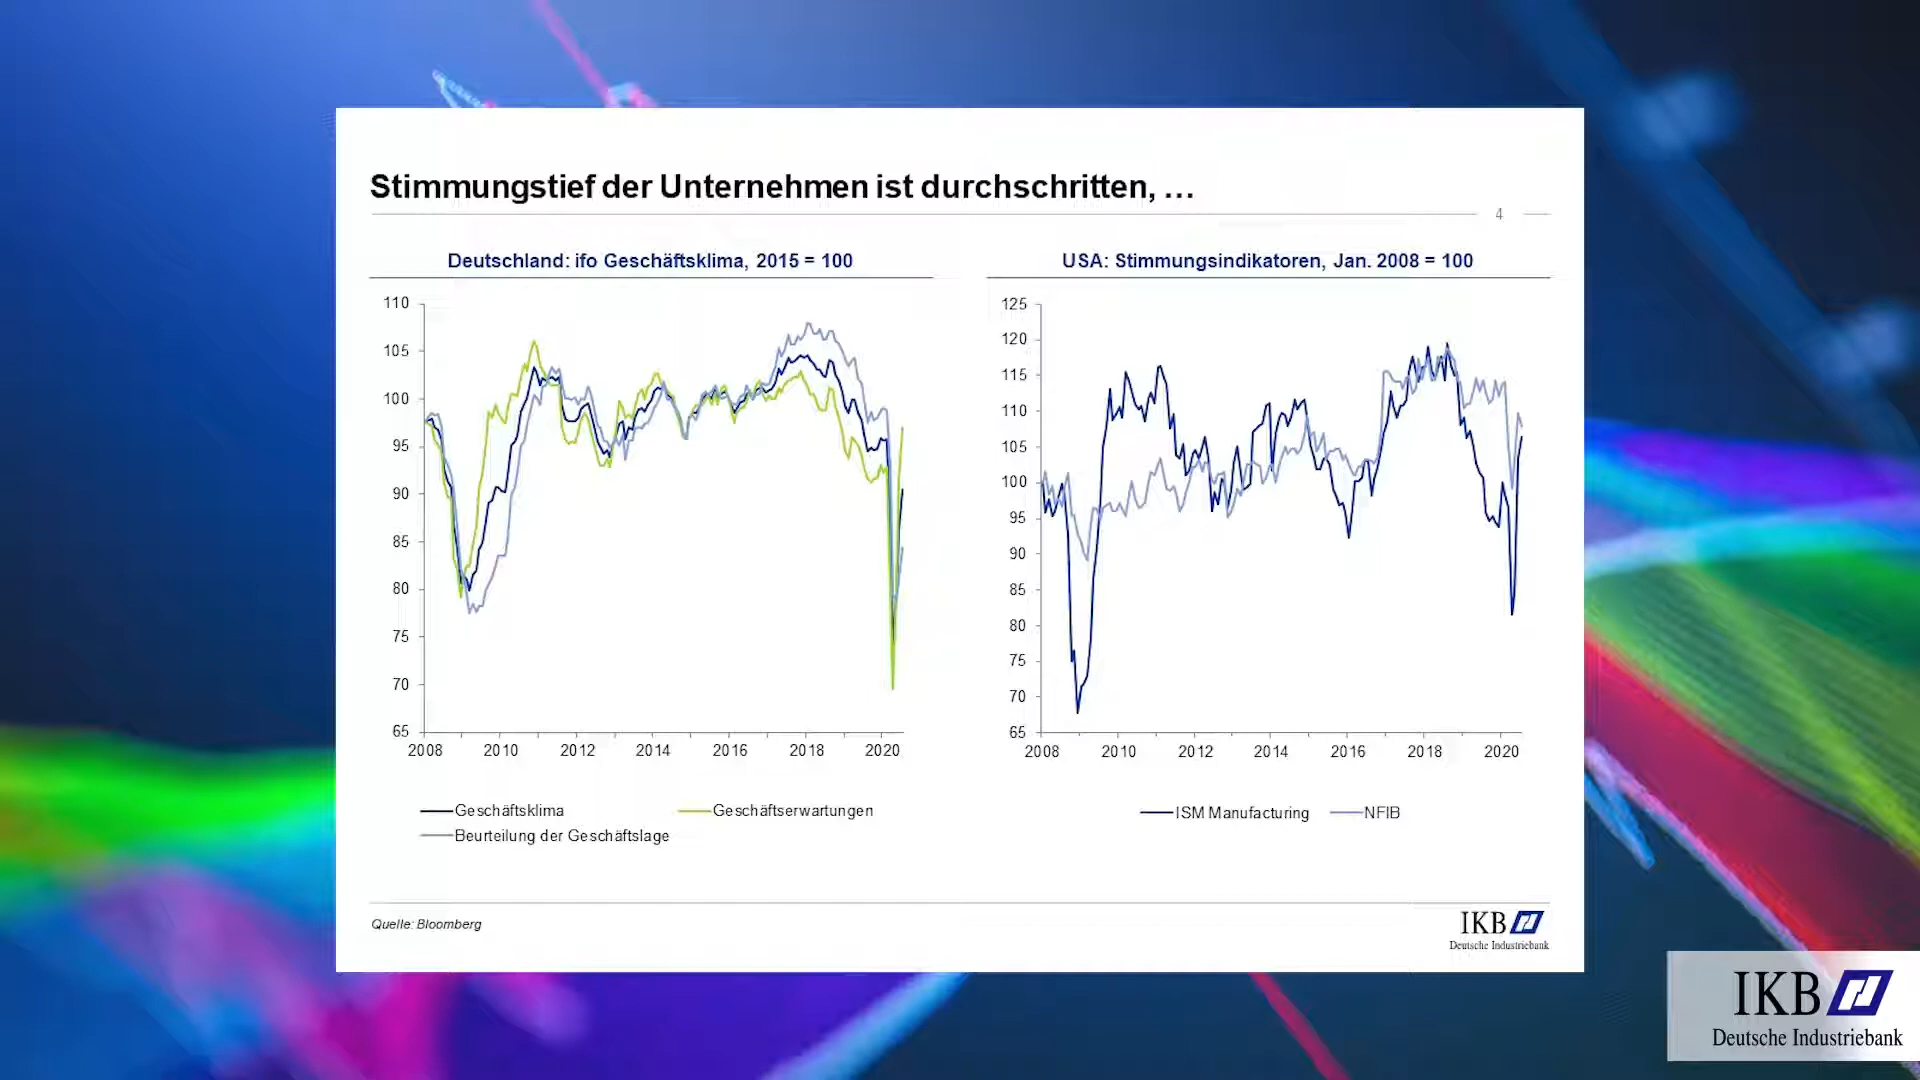 Stimmungstief der Unternehmen ist durchschritten, …
4
Deutschland: ifo Geschäftsklima, 2015 = 100
110
105
100
95
90
85
80
75
70
65
2008 2010 2012 2014 2016 2018 2020
Geschäftsklima Geschäftserwartungen
Beurteilung der Geschäftslage
USA: Stimmungsindikatoren, Jan. 2008 = 100
125
120
115
110
105
100
95
90
85
80
75
70
65
2008 2010 2012 2014 2016 2018 2020
ISM Manufacturing NFIB
Quelle: Bloomberg
IKB
Deutsche Industriebank
IKB
Deutsche Industriebank